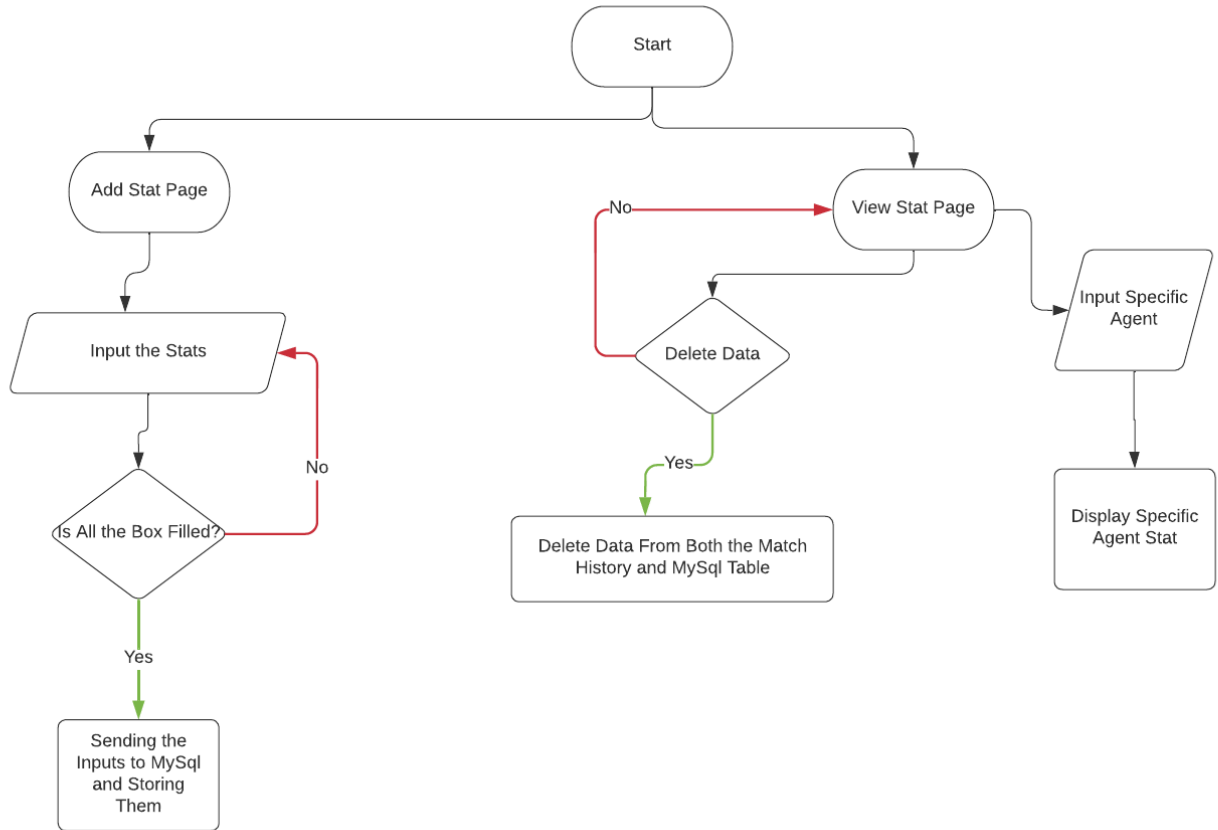 Start
Add Stat Page
No
View Stat Page
Input Specific
Agent
Input the Stats
Delete Data
No
Yes
Is All the Box Filled?
Display Specific
Agent Stat
Delete Data From Both the Match
History and MySql Table
Yes
Sending the
Inputs to MySql
and Storing
Them